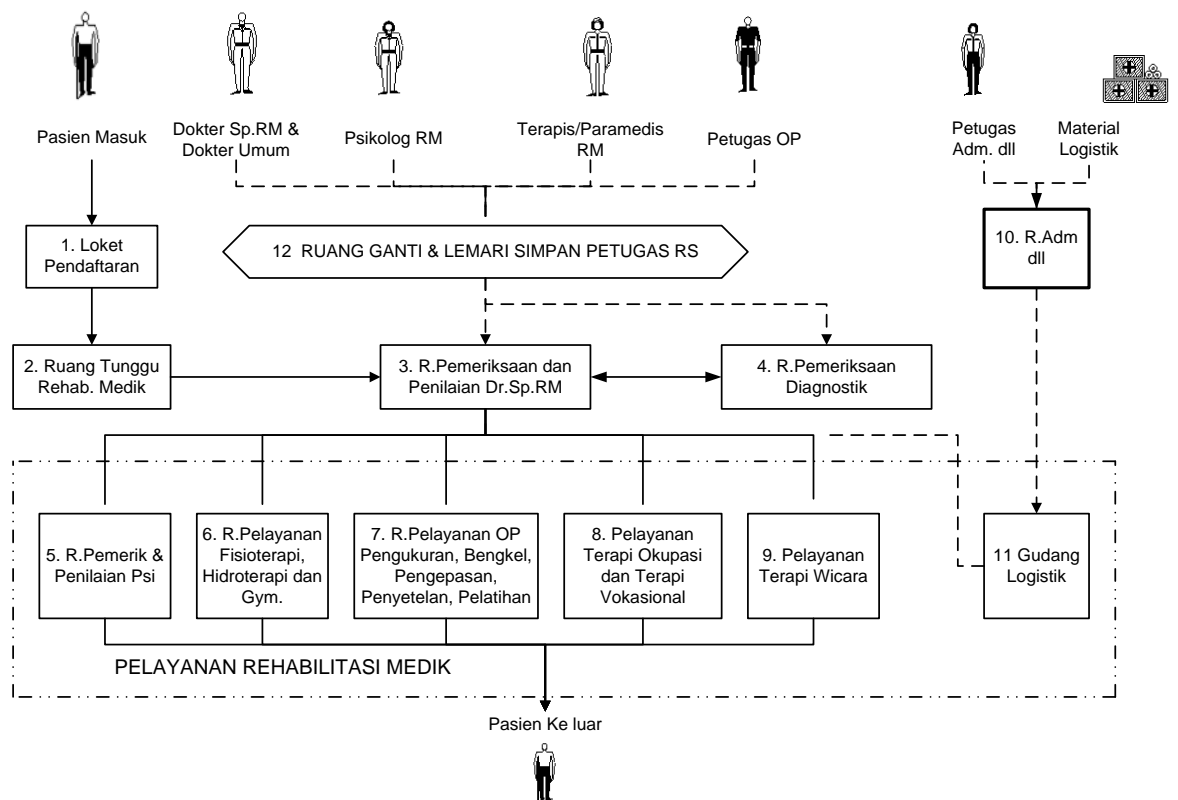 Pasien Masuk
Dokter Sp.RM &
Dokter Umum
Psikolog RM
Terapis/Paramedis
RM
Petugas OP
Petugas
Adm. dll
Material
Logistik
1. Loket
Pendaftaran
12 RUANG GANTI & LEMARI SIMPAN PETUGAS RS
10. R.Adm
dll
2. Ruang Tunggu
Rehab. Medik
3. R.Pemeriksaan dan
Penilaian Dr.Sp.RM
4. R.Pemeriksaan
Diagnostik
5. R.Pemerik &
Penilaian Psi
6. R.Pelayanan
Fisioterapi,
Hidroterapi dan
Gym.
7. R.Pelayanan OP
Pengukuran, Bengkel,
Pengepasan,
Penyetelan, Pelatihan
8. Pelayanan
Terapi Okupasi
dan Terapi
Vokasional
9. Pelayanan
Terapi Wicara
11 Gudang
Logistik
PELAYANAN REHABILITASI MEDIK
Pasien Ke luar